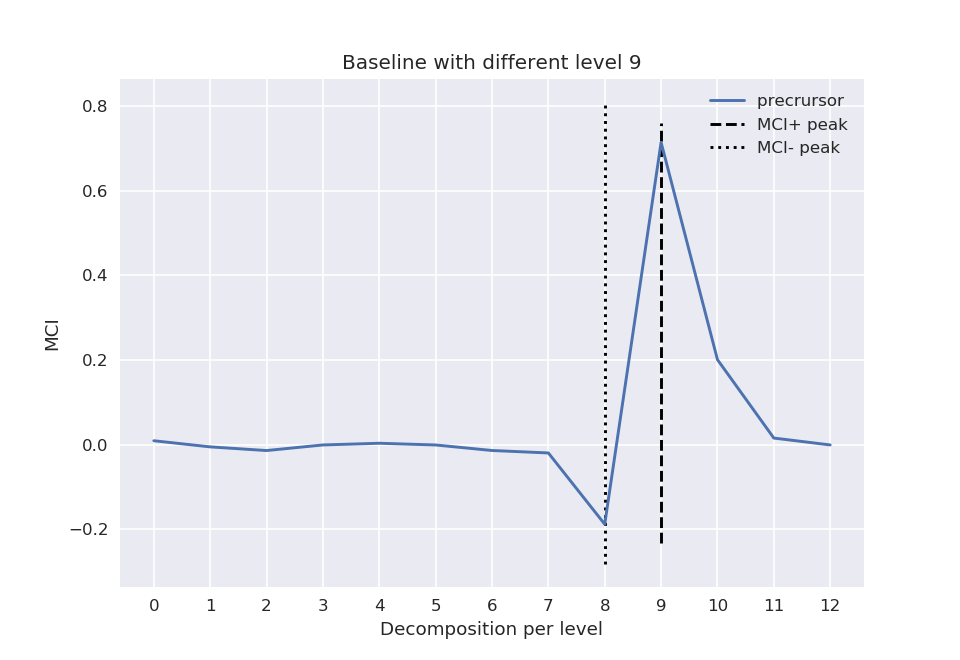 Baseline with different level 9
precrursor
MCI+ peak
MCI- peak
0.8
0.6
0.4
0.2
0.0
−0.2
MCI
0 1 2 3 4 5 6 7 8 9 10 11 12
Decomposition per level